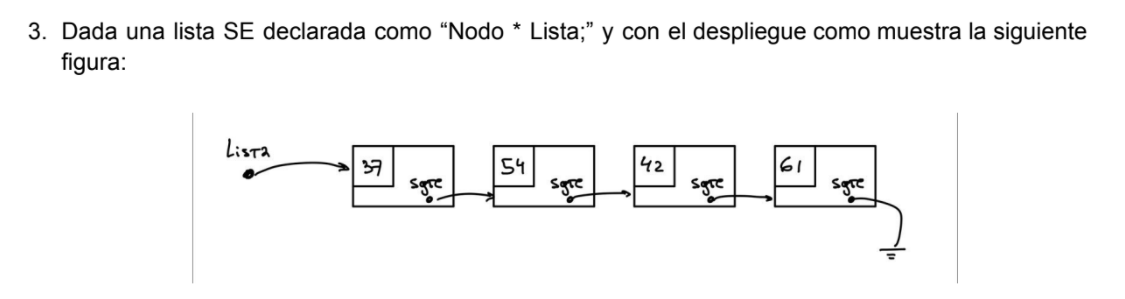 3. Dada una lista SE declarada como “Nodo * Lista;” y con el despliegue como muestra la siguiente
figura:
Lista
37 sgte 54 sgte 42 sgte 61 sgte